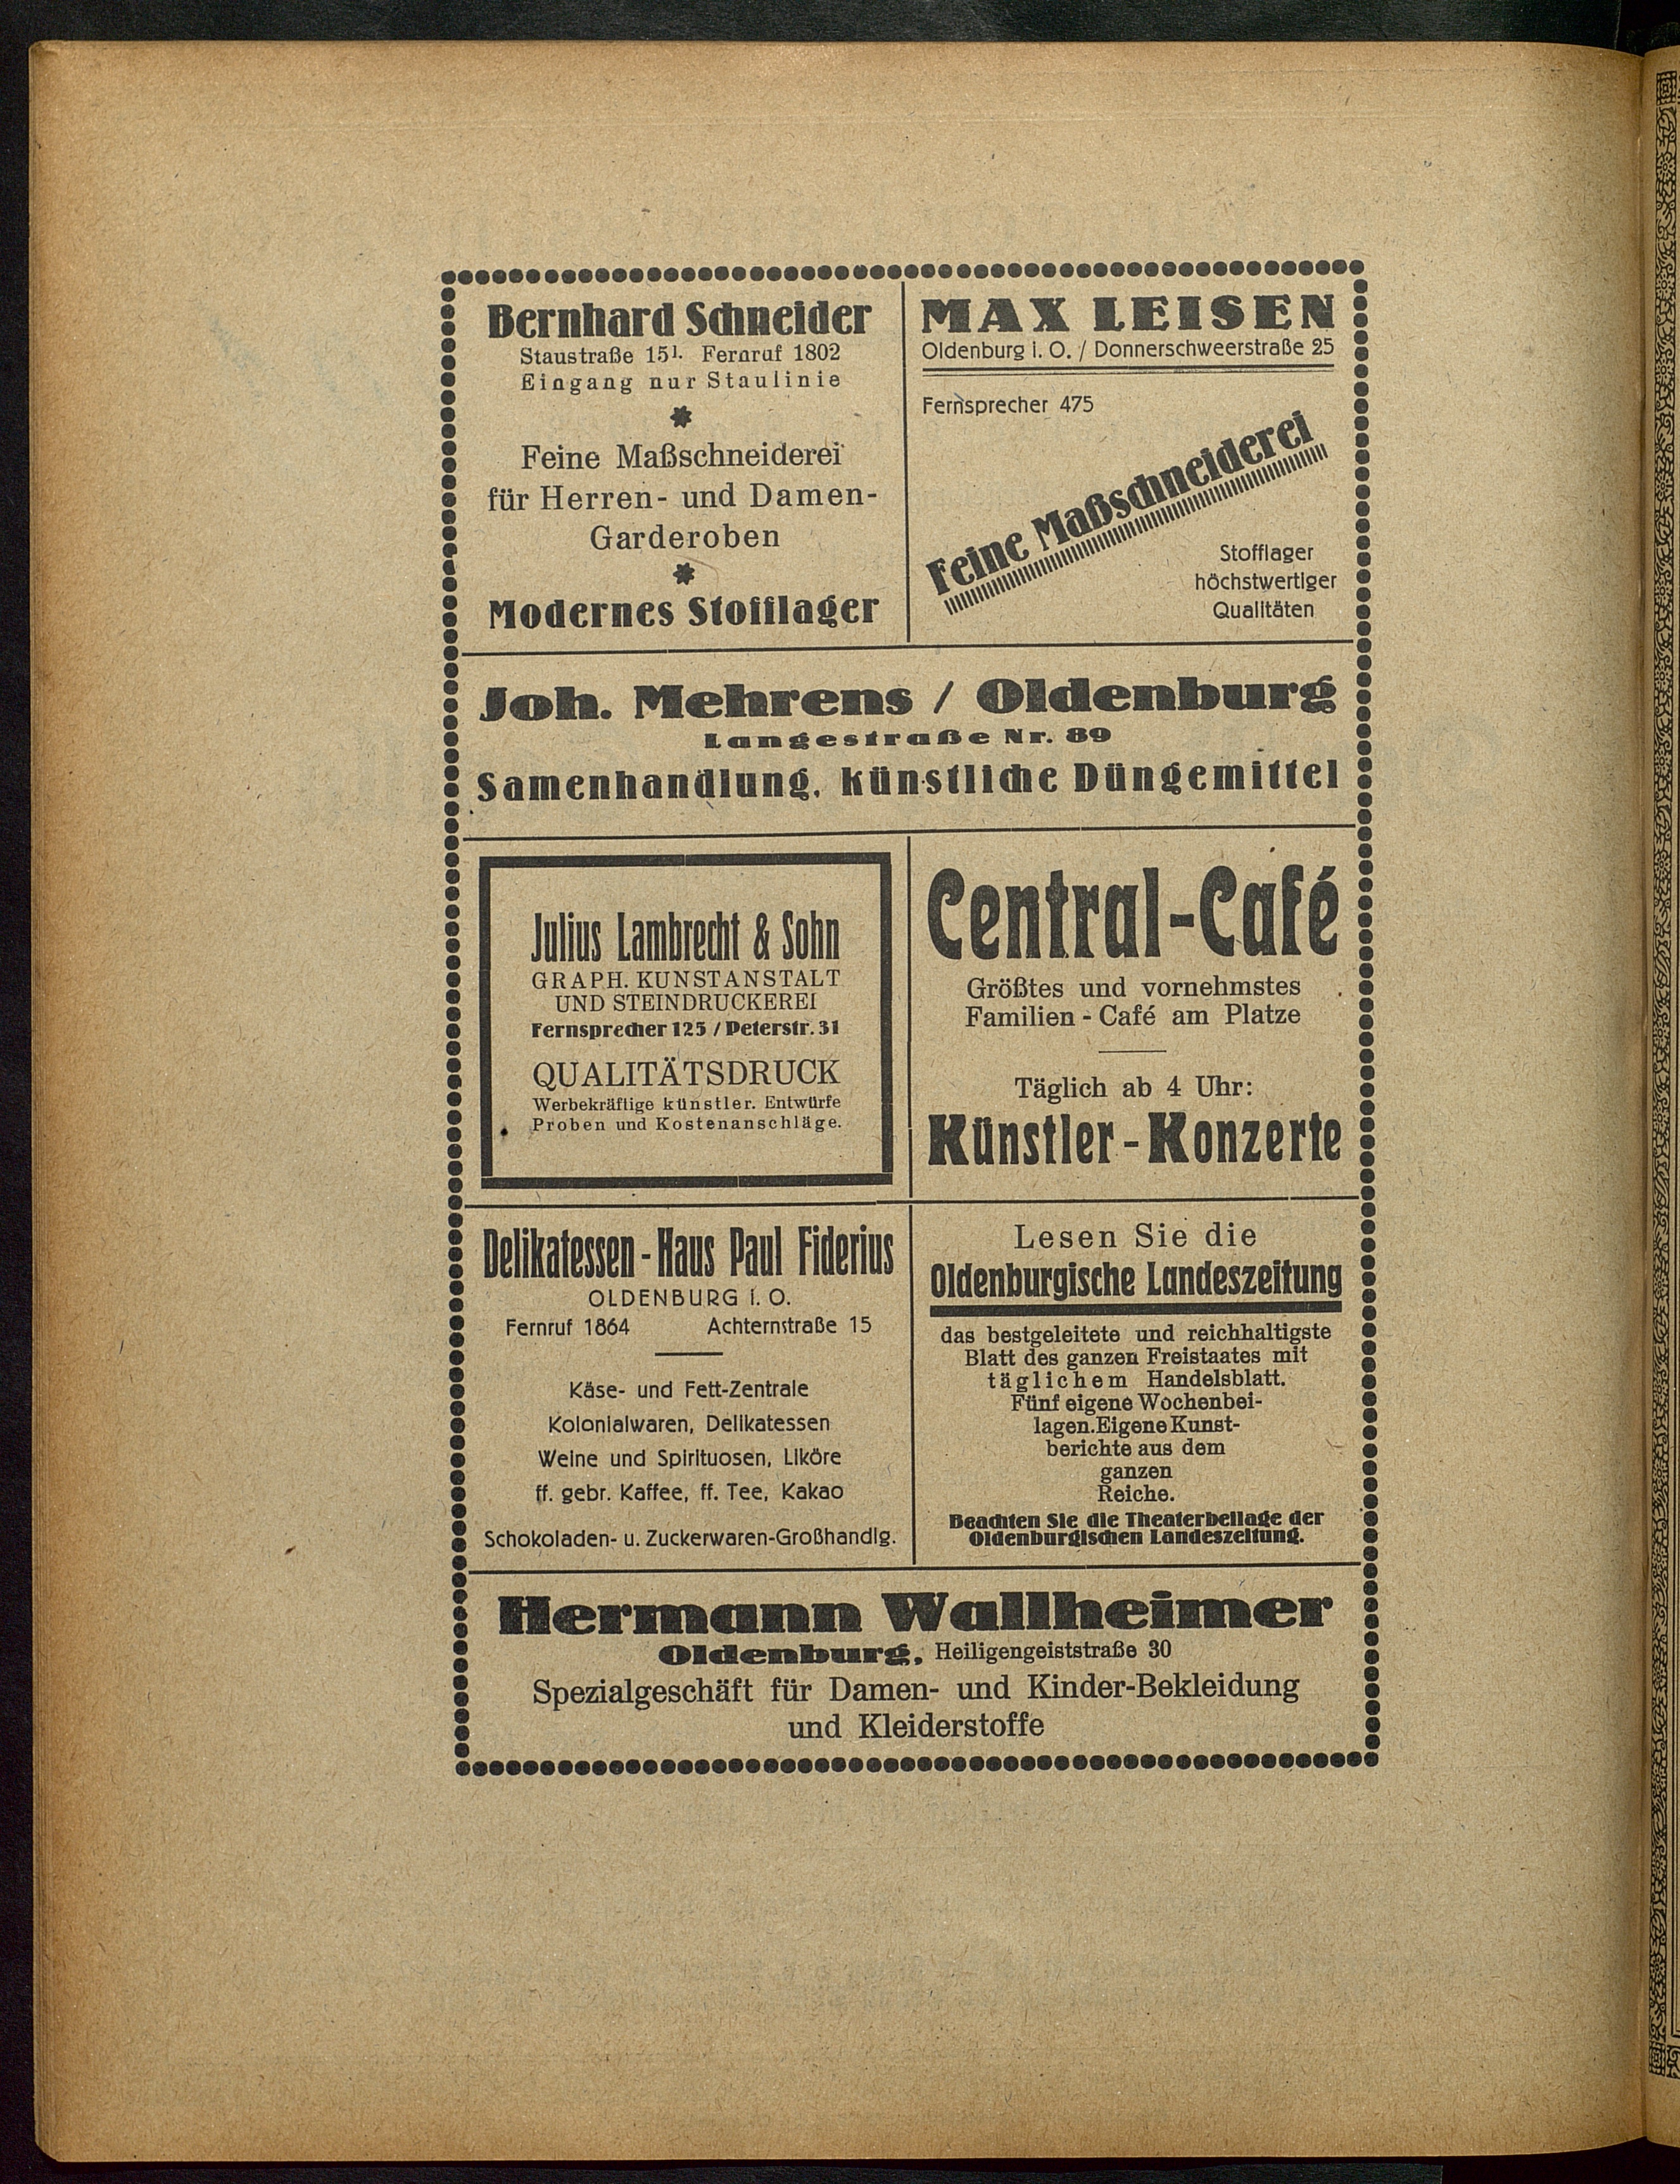 Bernhard Schneider
Staustraße 15¹. Fernruf 1802
Eingang nur Staulinie
Feine Maßschneiderei
für Herren- und Damen-
Garderoben
Modernes Stofflager
MAX LEISEN
Oldenburg i. O. / Donnerschweerstraße 25
Fernsprecher 475
Feine Maßschneiderei
Stofflager
höchstwertiger
Qualitäten
Joh. Mehrens / Oldenburg
Langestraße Nr. 89
Samenhandlung, künstliche Düngemittel
Julius Lambrecht & Sohn
GRAPH. KUNSTANSTALT
UND STEINDRUCKEREI
Fernsprecher 125 / Peterstr. 31
QUALITÄTSDRUCK
Werbekräftige künstler. Entwürfe
Proben und Kostenanschläge.
Central-Café
Größtes und vornehmstes
Familien-Café am Platze
Täglich ab 4 Uhr:
Künstler-Konzerte
Delikatessen-Haus Paul Fiderius
OLDENBURG i. O.
Fernruf 1864 Achternstraße 15
Käse- und Fett-Zentrale
Kolonialwaren, Delikatessen
Weine und Spirituosen, Liköre
ff. gebr. Kaffee, ff. Tee, Kakao
Schokoladen- u. Zuckerwaren-Großhandlg.
Lesen Sie die
Oldenburgische Landeszeitung
das bestgeleitete und reichhaltigste
Blatt des ganzen Freistaates mit
täglichem Handelsblatt.
Fünf eigene Wochenbei-
lagen. Eigene Kunst-
berichte aus dem
ganzen
Reiche.
Beachten Sie die Theaterbeilage der
Oldenburgischen Landeszeitung.
Hermann Wallheimer
Oldenburg, Heiligengeiststraße 30
Spezialgeschäft für Damen- und Kinder-Bekleidung
und Kleiderstoffe